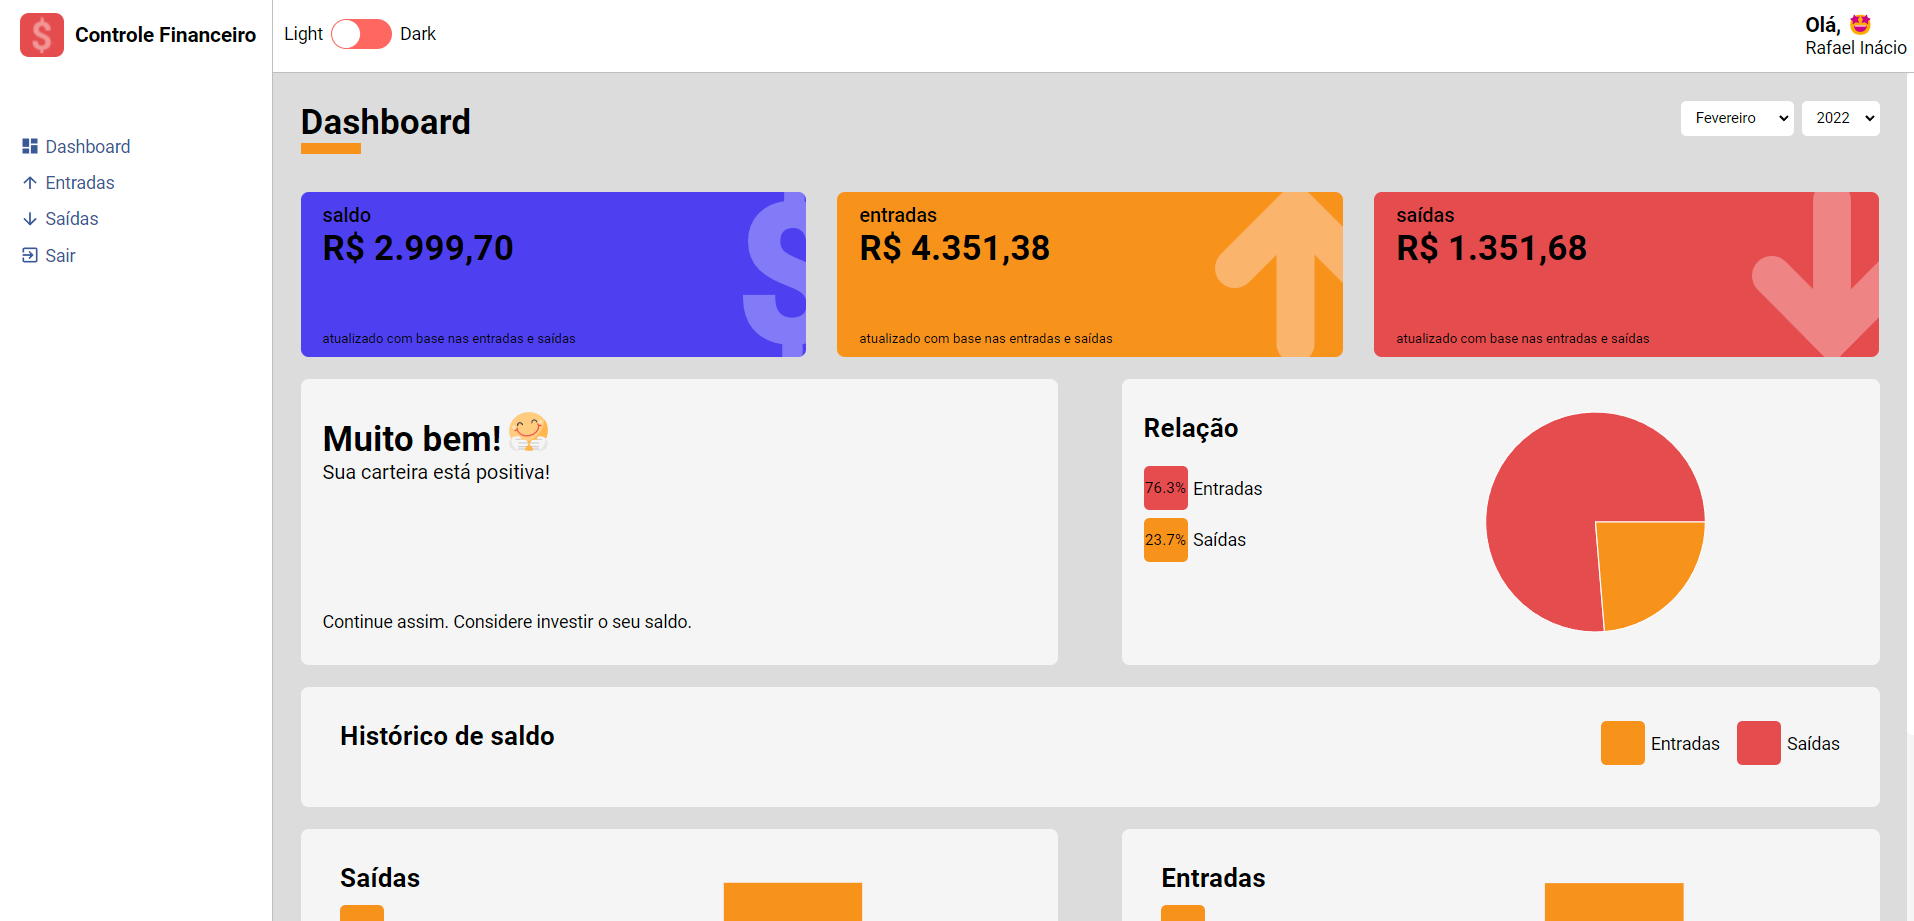 Controle Financeiro
Light Dark
Olá, 🤩
Rafael Inácio
Dashboard
Entradas
Saídas
Sair
Dashboard
Fevereiro 2022
saldo
R$ 2.999,70
atualizado com base nas entradas e saídas
entradas
R$ 4.351,38
atualizado com base nas entradas e saídas
saídas
R$ 1.351,68
atualizado com base nas entradas e saídas
Muito bem!
Sua carteira está positiva!
Continue assim. Considere investir o seu saldo.
Relação
76.3% Entradas
23.7% Saídas
Histórico de saldo
Entradas Saídas
Saídas
Entradas